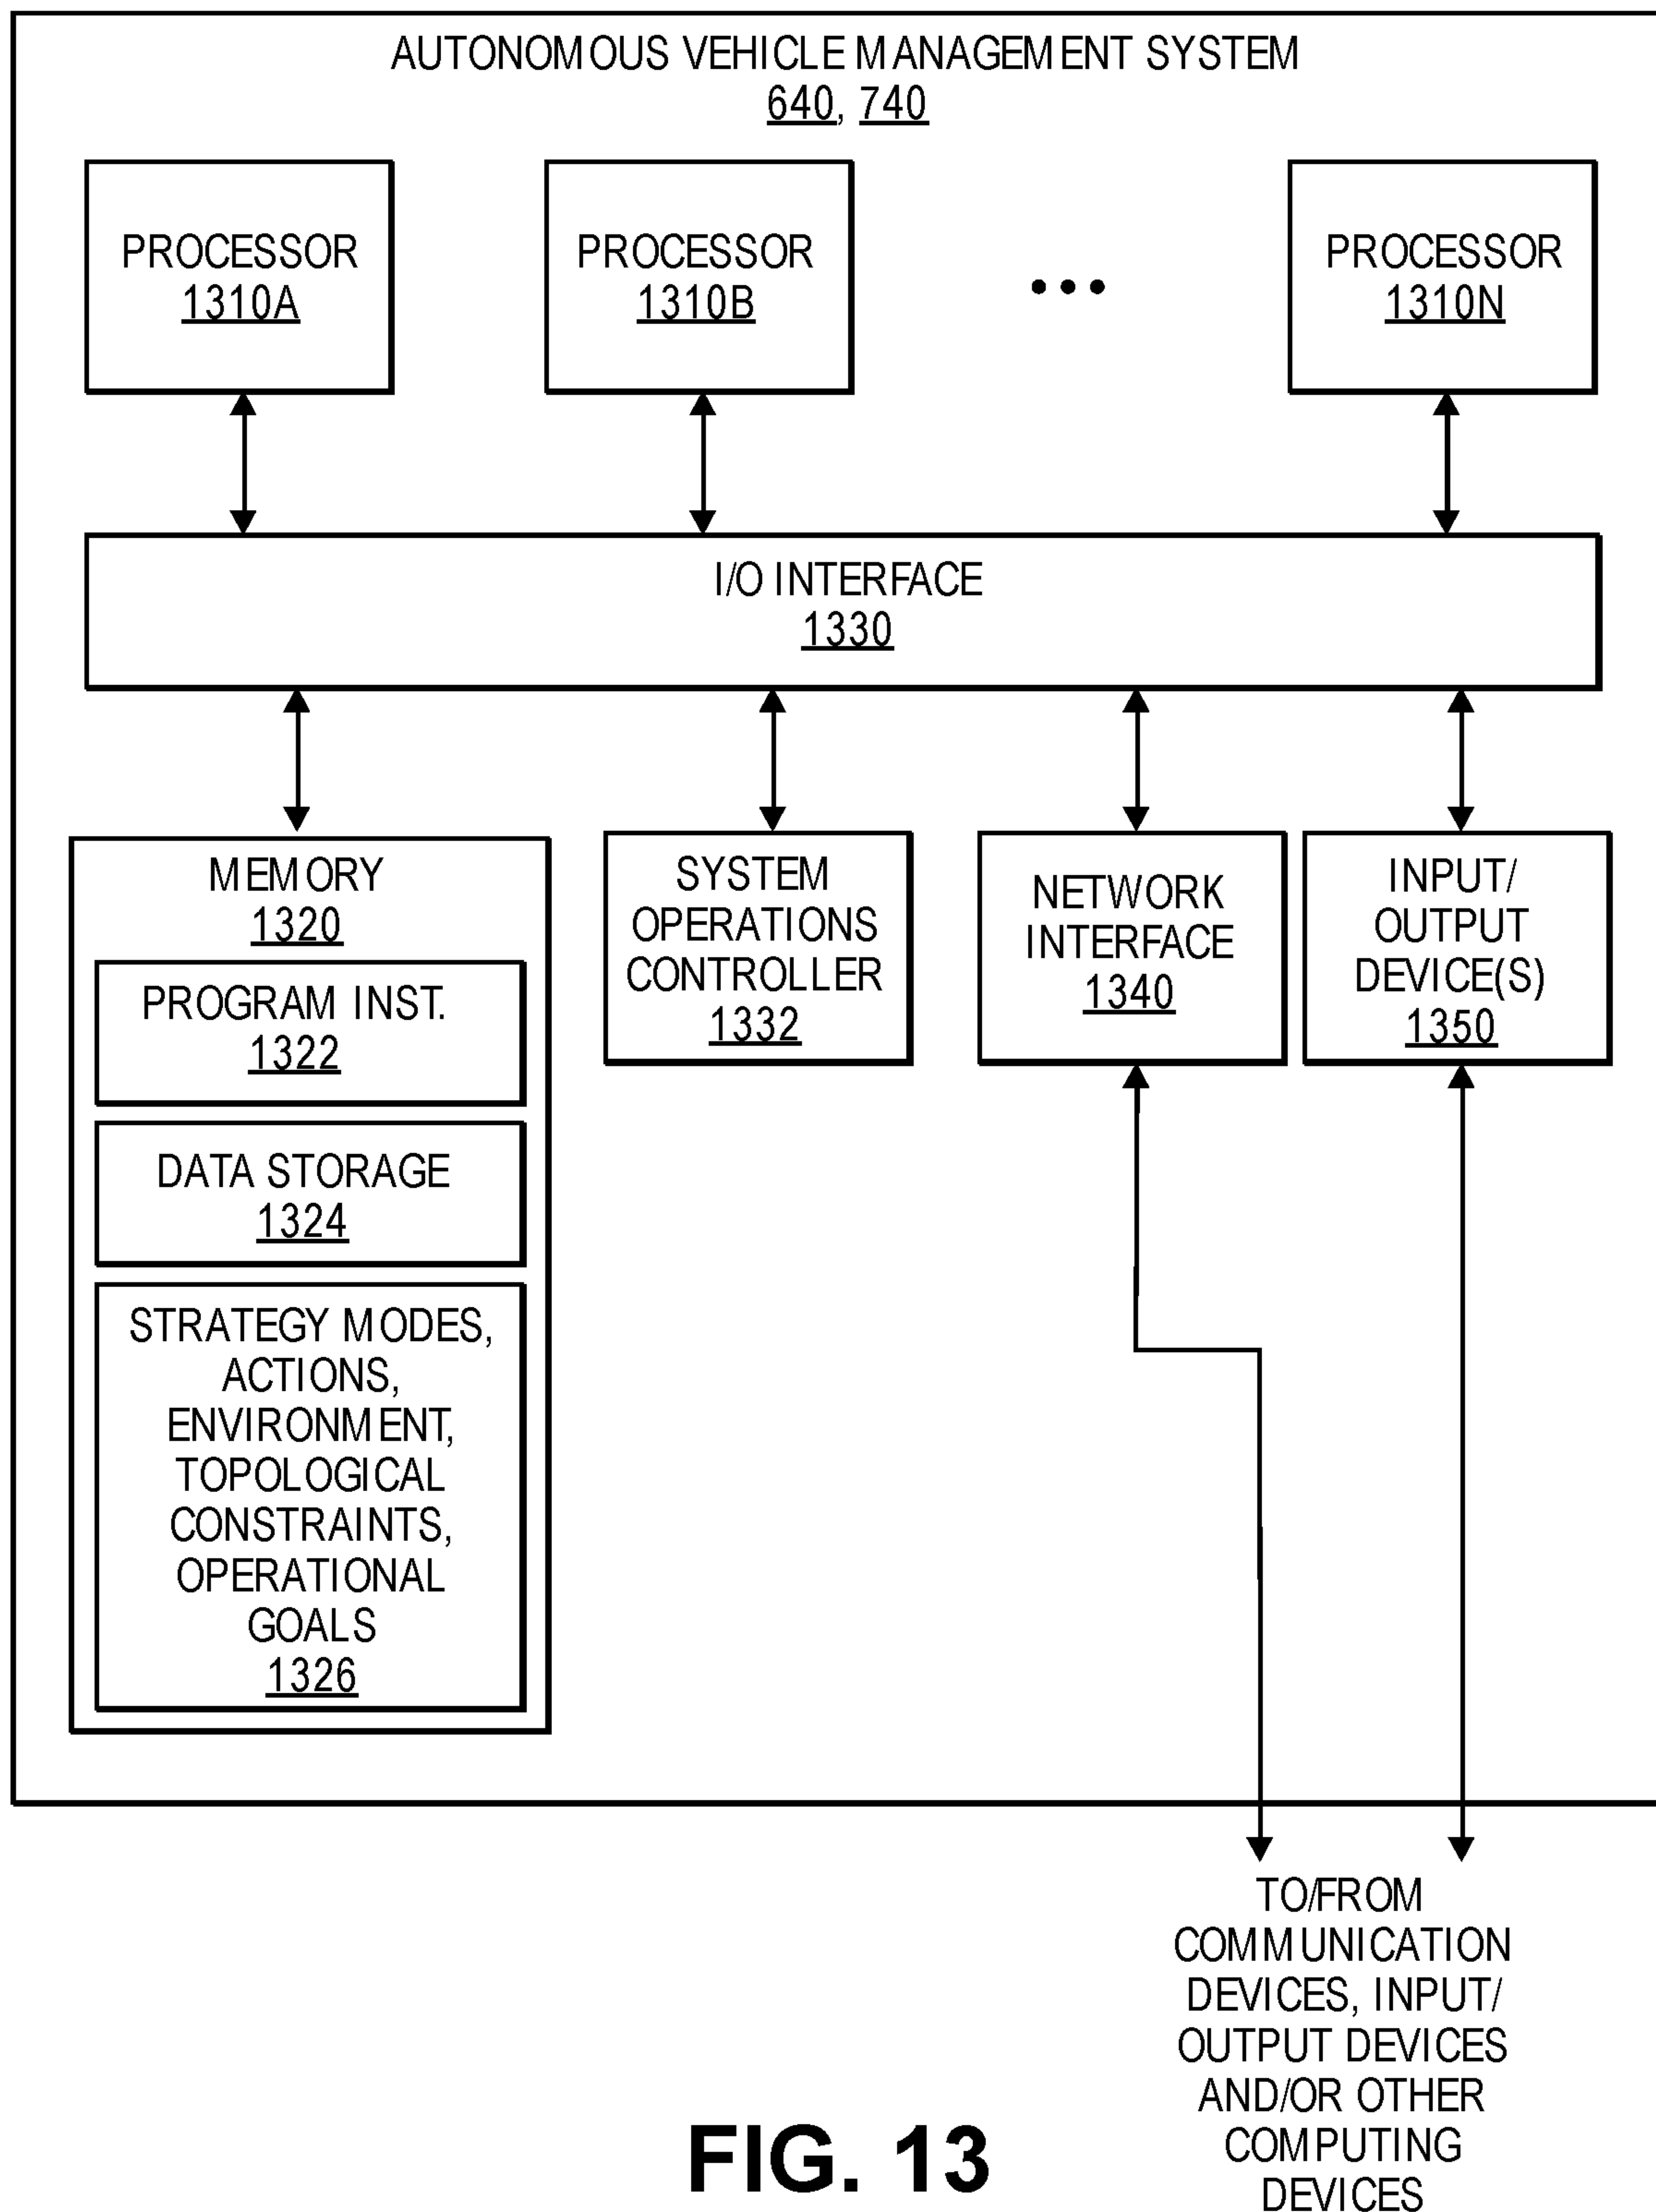 AUTONOMOUS VEHICLE MANAGEMENT SYSTEM
640, 740
PROCESSOR
1310A
PROCESSOR
1310B
PROCESSOR
1310N
I/O INTERFACE
1330
MEMORY
1320
PROGRAM INST.
1322
DATA STORAGE
1324
STRATEGY MODES,
ACTIONS,
ENVIRONMENT,
TOPOLOGICAL
CONSTRAINTS,
OPERATIONAL
GOALS
1326
SYSTEM
OPERATIONS
CONTROLLER
1332
NETWORK
INTERFACE
1340
INPUT/
OUTPUT
DEVICE(S)
1350
TO/FROM
COMMUNICATION
DEVICES, INPUT/
OUTPUT DEVICES
AND/OR OTHER
COMPUTING
DEVICES
FIG. 13